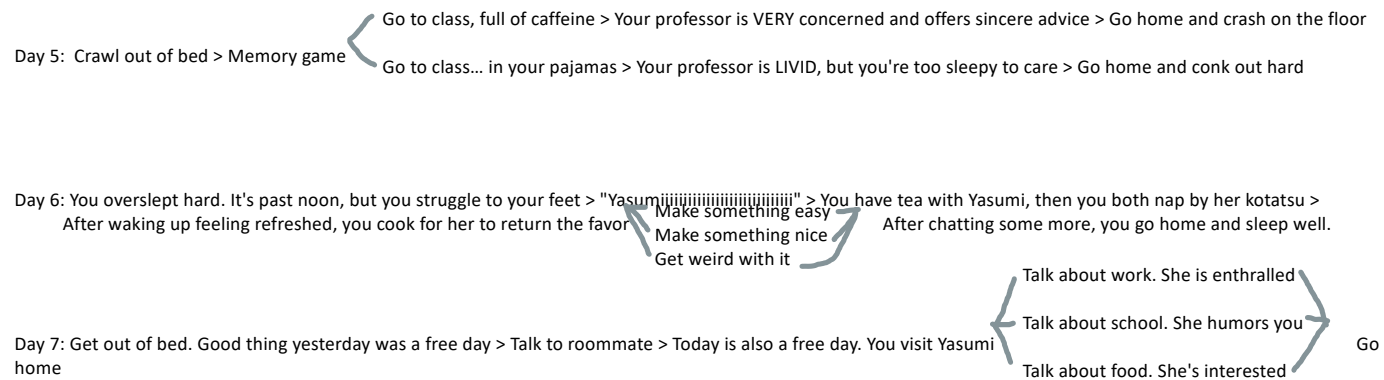 Go to class, full of caffeine > Your professor is VERY concerned and offers sincere advice > Go home and crash on the floor
Day 5:  Crawl out of bed > Memory game
Go to class... in your pajamas > Your professor is LIVID, but you're too sleepy to care > Go home and conk out hard
Day 6: You overslept hard. It's past noon, but you struggle to your feet > "Yasumiiiiiiiiiiiiiiiiiiiiiiiiiiiii" > You have tea with Yasumi, then you both nap by her kotatsu >
Make something easy
After waking up feeling refreshed, you cook for her to return the favor
After chatting some more, you go home and sleep well.
Make something nice
Get weird with it
Talk about work. She is enthralled
Talk about school. She humors you
Day 7: Get out of bed. Good thing yesterday was a free day > Talk to roommate > Today is also a free day. You visit Yasumi
Go
home
Talk about food. She's interested